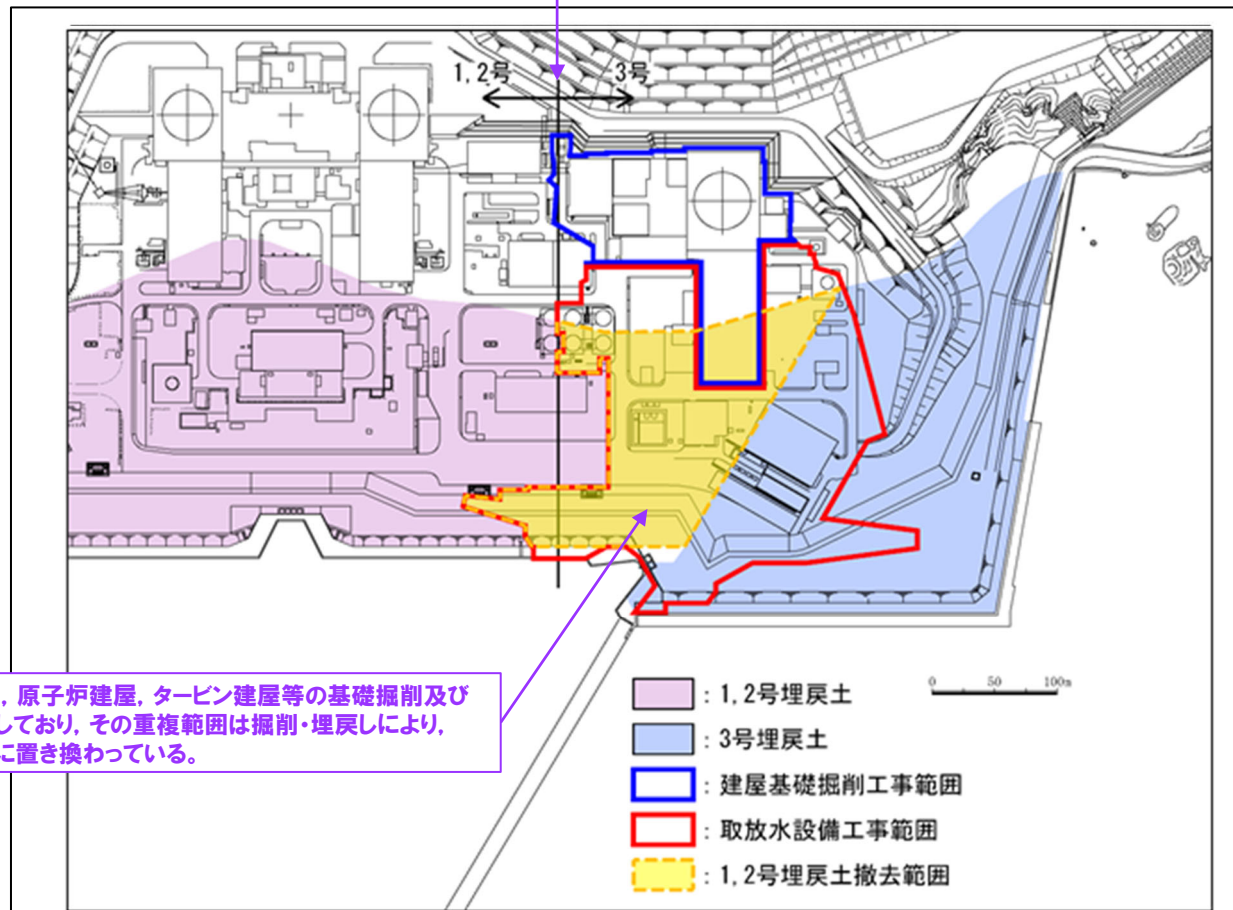 1,2号
3号
, 原子炉建屋, タービン建屋等の基礎掘削及び
しており, その重複範囲は掘削・埋戻しにより,
に置き換わっている。
0 50 100m
: 1,2号埋戻土
: 3号埋戻土
: 建屋基礎掘削工事範囲
: 取放水設備工事範囲
: 1,2号埋戻土撤去範囲